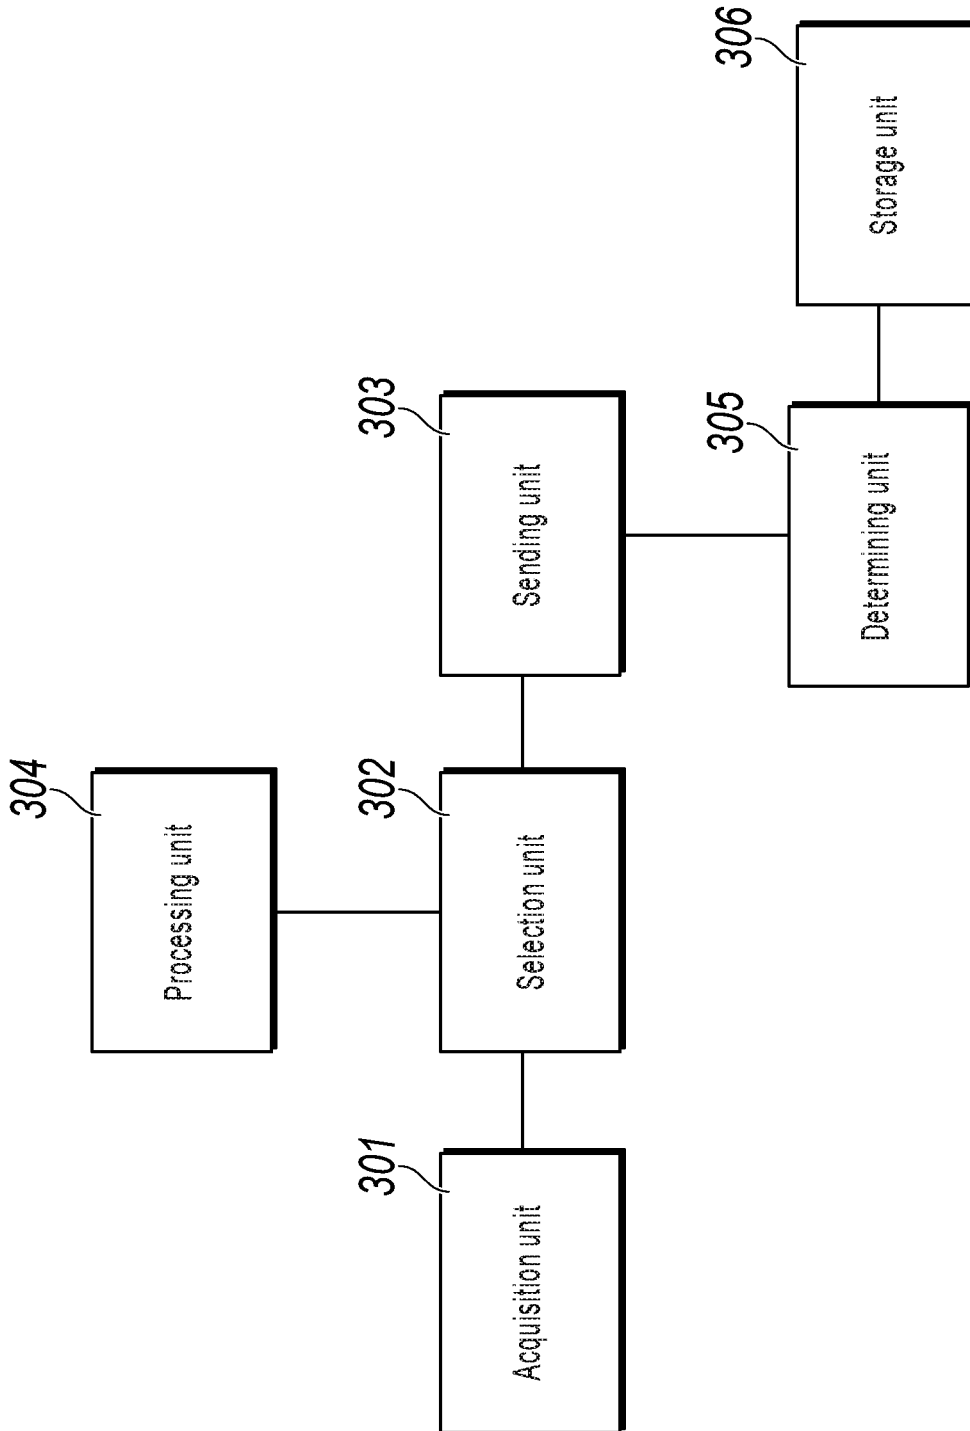 304
Processing unit
301
Acquisition unit
302
Selection unit
303
Sending unit
305
Determining unit
306
Storage unit